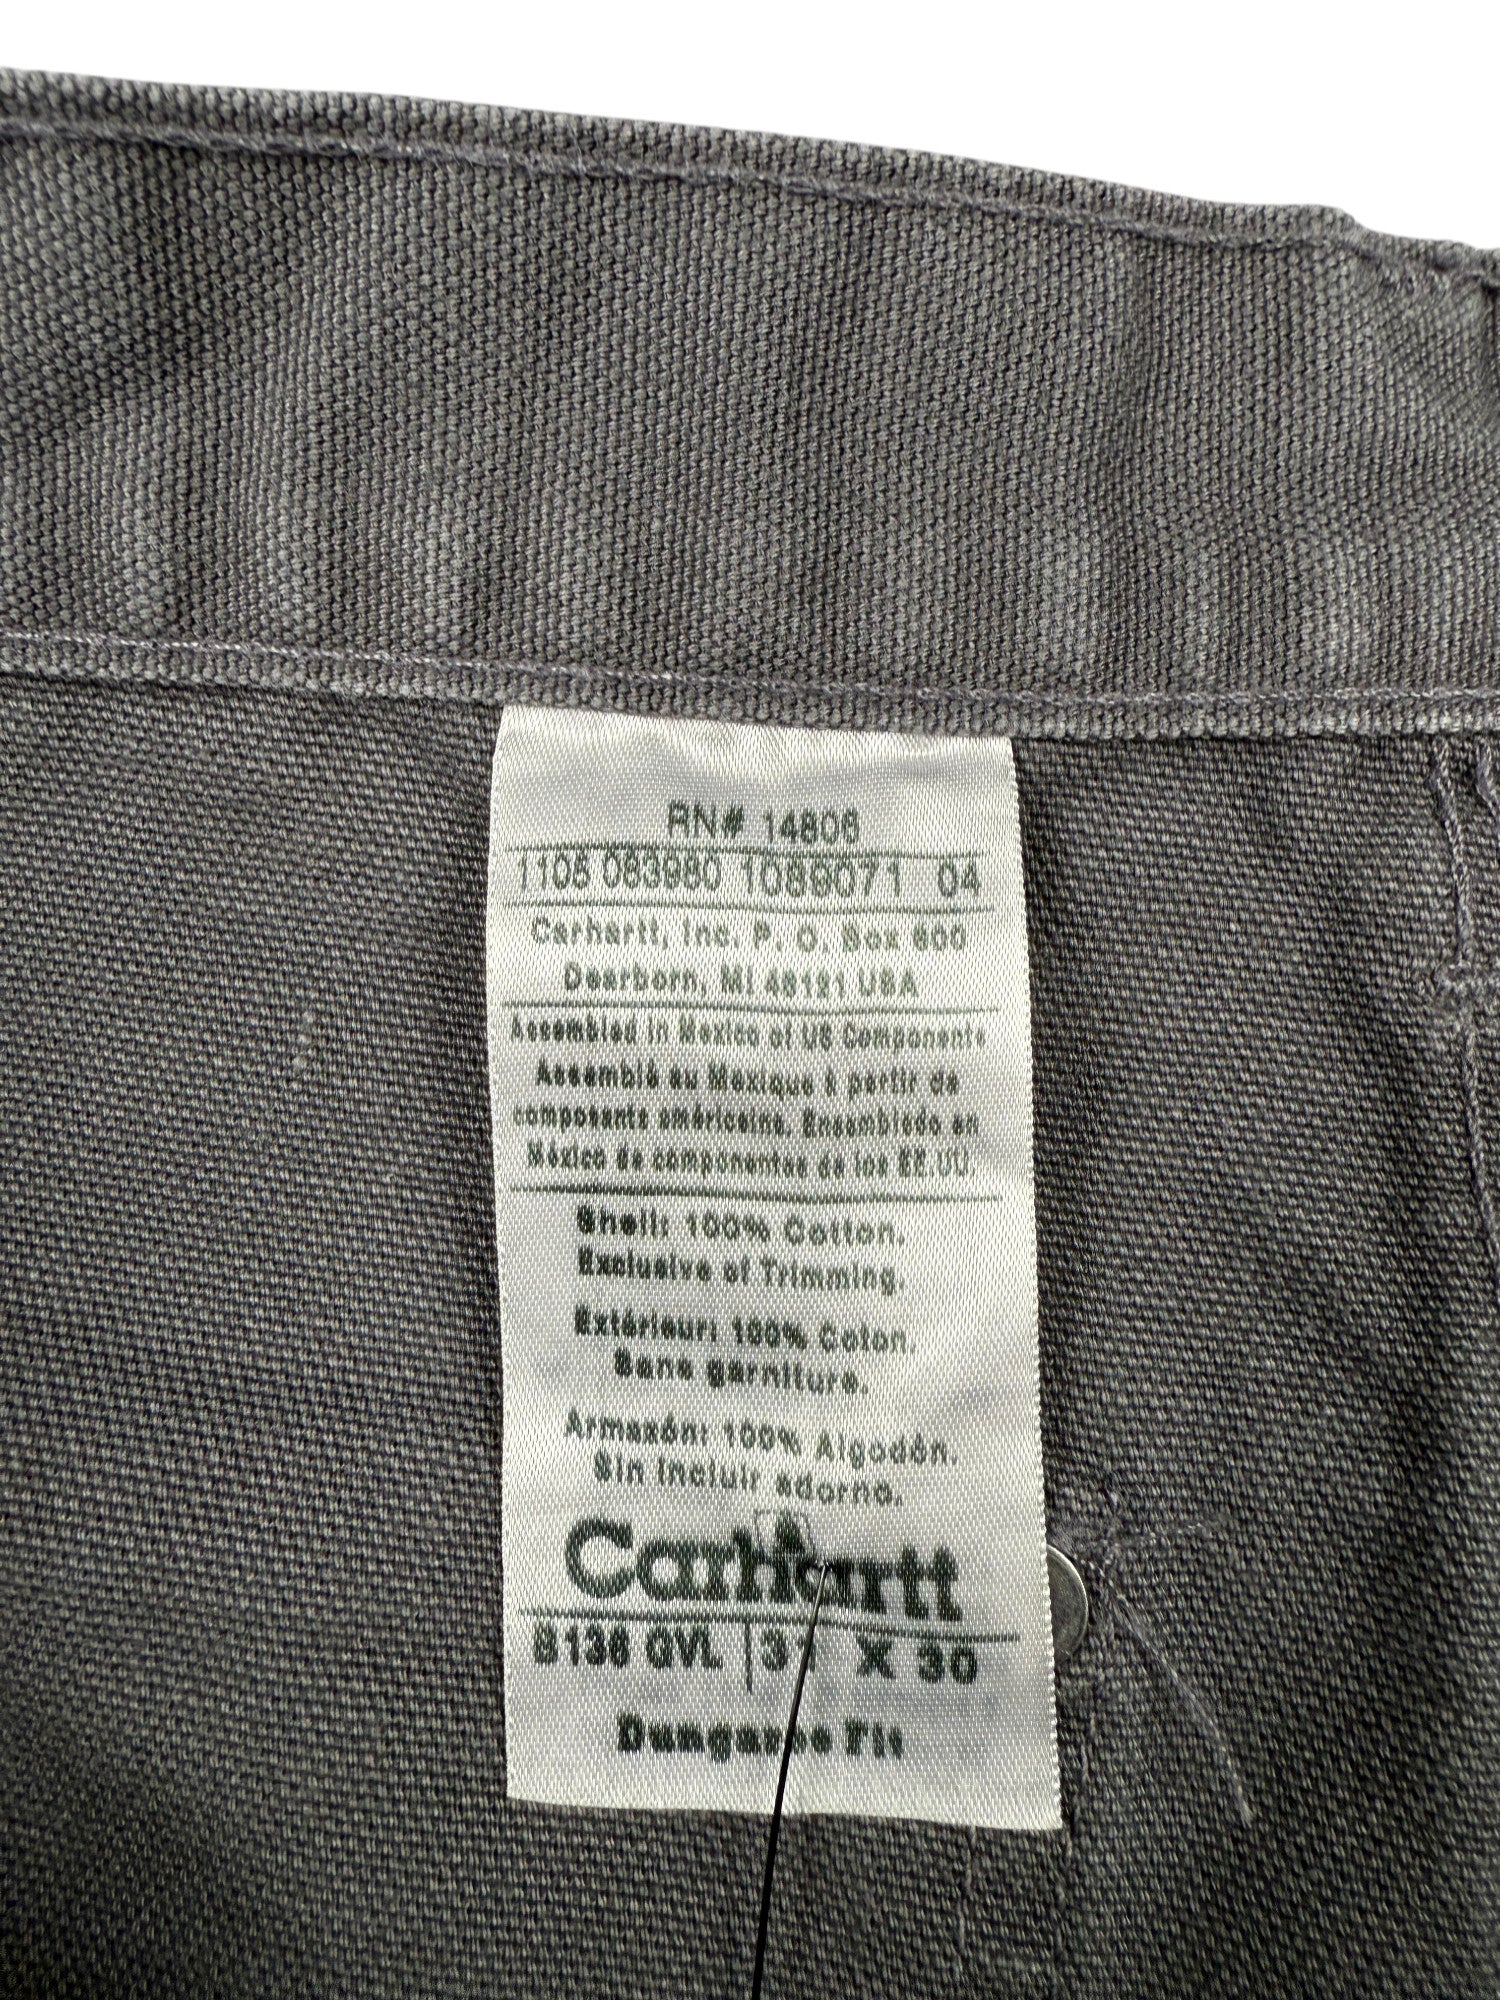 RN# 14806
1105 083980 1089071 04
Carhartt, Inc. P. O. Box 600
Dearborn, MI 48121 USA
Assembled in Mexico of US Components
Assemblé au Mexique à partir de
composants américains. Ensamblado en
México de componentes de los EE.UU.
Shell: 100% Cotton.
Exclusive of Trimming.
Extérieur: 100% Coton.
Sans garniture.
Armazón: 100% Algodón.
Sin incluir adorno.
Carhartt
B136 GVL 31 X 30
Dungaree Fit